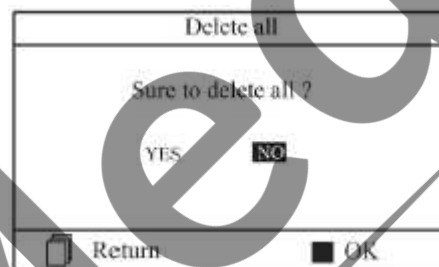 Delete all
Sure to delete all ?
YES NO
Return OK